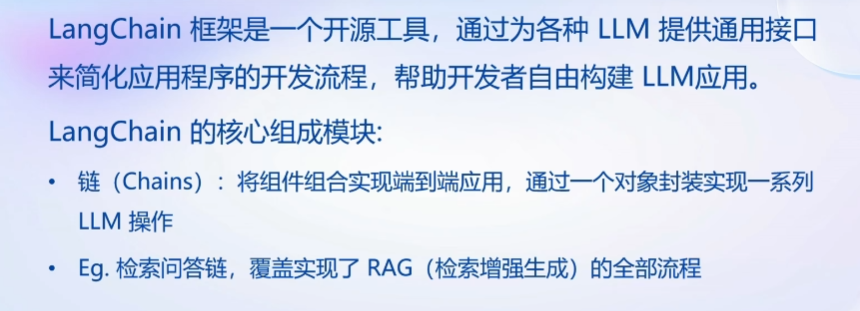 LangChain 框架是一个开源工具，通过为各种 LLM 提供通用接口
来简化应用程序的开发流程，帮助开发者自由构建 LLM应用。
LangChain 的核心组成模块:
• 链（Chains）：将组件组合实现端到端应用，通过一个对象封装实现一系列
LLM 操作
• Eg. 检索问答链，覆盖实现了 RAG（检索增强生成）的全部流程